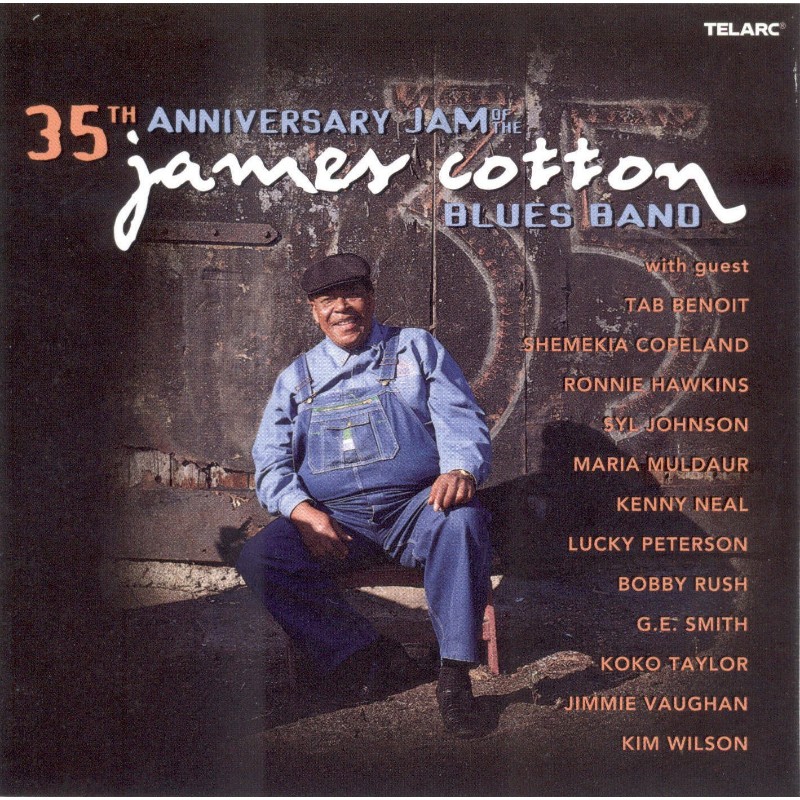 TELARC®
35TH ANNIVERSARY JAM OF THE
james cotton
BLUES BAND
35
with guest
TAB BENOIT
SHEMEKIA COPELAND
RONNIE HAWKINS
SYL JOHNSON
MARIA MULDAUR
KENNY NEAL
LUCKY PETERSON
BOBBY RUSH
G.E. SMITH
KOKO TAYLOR
JIMMIE VAUGHAN
KIM WILSON